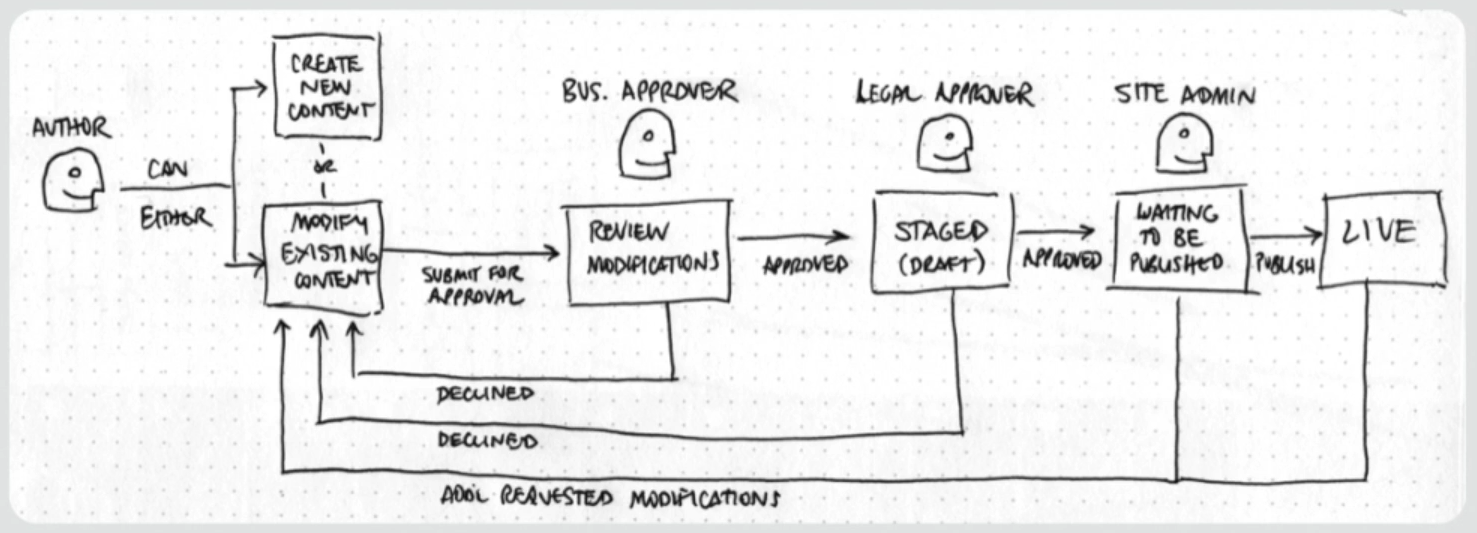 AUTHOR
CAN
EITHOR
CREATE
NEW
CONTENT
OR
MODIFY
EXISTING
CONTENT
SUBMIT FOR
APPROVAL
BUS. APPROVER
REVIEW
MODIFICATIONS
APPROVED
LEGAL APPROVER
STAGED
(DRAFT)
APPROVED
SITE ADMIN
WAITING
TO BE
PUBLISHED
PUBLISH
LIVE
DECLINED
DECLINED
ADDL REQUESTED MODIFICATIONS